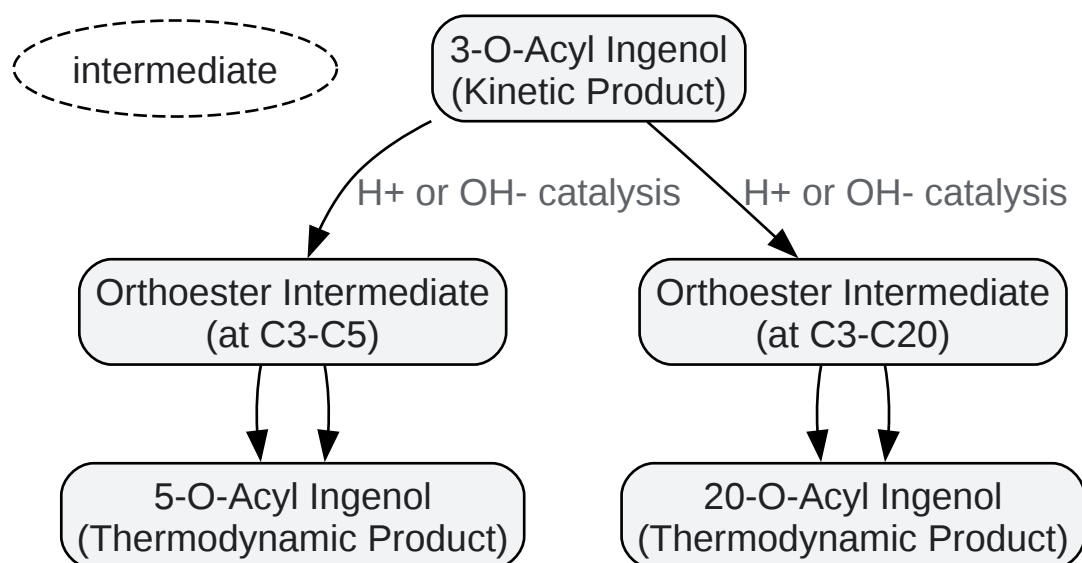 intermediate
3-O-Acyl Ingenol
(Kinetic Product)
H+ or OH- catalysis
H+ or OH- catalysis
Orthoester Intermediate
(at C3-C5)
Orthoester Intermediate
(at C3-C20)
5-O-Acyl Ingenol
(Thermodynamic Product)
20-O-Acyl Ingenol
(Thermodynamic Product)